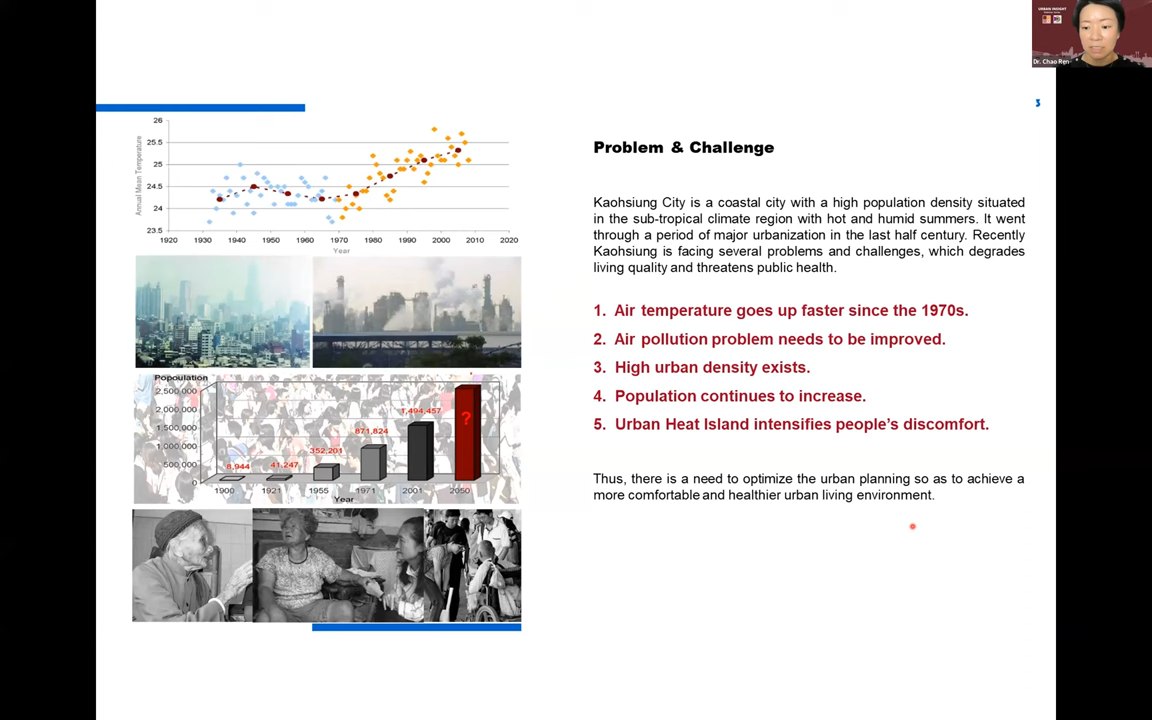 URBAN INSIGHT
Dr. Chao Ren
3
26
25.5
25
24.5
24
23.5
Annual Mean Temperature
1920 1930 1940 1950 1960 1970 1980 1990 2000 2010 2020
Year
Popoulation
2,500,000
2,000,000
1,500,000
1,000,000
500,000
0
8,944 41,247 352,201 871,824 1,494,457 ?
1900 1921 1955 1971 2001 2050
Year
Problem & Challenge
Kaohsiung City is a coastal city with a high population density situated
in the sub-tropical climate region with hot and humid summers. It went
through a period of major urbanization in the last half century. Recently
Kaohsiung is facing several problems and challenges, which degrades
living quality and threatens public health.
1. Air temperature goes up faster since the 1970s.
2. Air pollution problem needs to be improved.
3. High urban density exists.
4. Population continues to increase.
5. Urban Heat Island intensifies people's discomfort.
Thus, there is a need to optimize the urban planning so as to achieve a
more comfortable and healthier urban living environment.